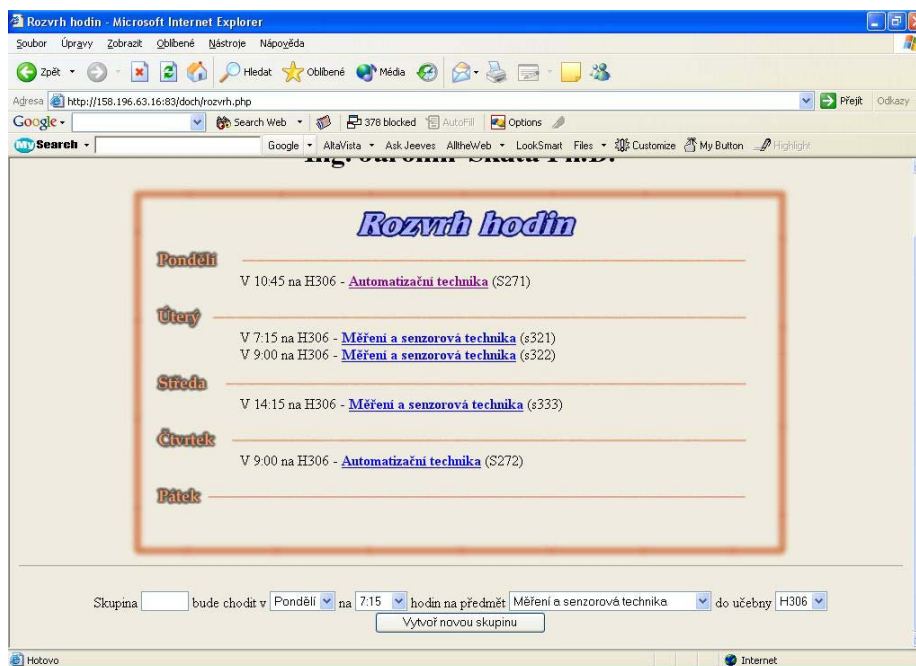 Rozvrh hodin - Microsoft Internet Explorer
Soubor Úpravy Zobrazit Oblíbené Nástroje Nápověda
Zpět Hledat Oblíbené Média
Adresa http://158.196.63.16:83/doch/rozvrh.php Přejít Odkazy
Google Search Web 378 blocked AutoFill Options
My Search Google AltaVista Ask Jeeves AlltheWeb LookSmart Files Customize My Button Highlight
Ing. Jaromír Škuta Ph.D.
Rozvrh hodin
Pondělí
V 10:45 na H306 - Automatizační technika (S271)
Úterý
V 7:15 na H306 - Měření a senzorová technika (s321)
V 9:00 na H306 - Měření a senzorová technika (s322)
Středa
V 14:15 na H306 - Měření a senzorová technika (s333)
Čtvrtek
V 9:00 na H306 - Automatizační technika (S272)
Pátek
Skupina bude chodit v Pondělí na 7:15 hodin na předmět Měření a senzorová technika do učebny H306
Vytvoř novou skupinu
Hotovo Internet